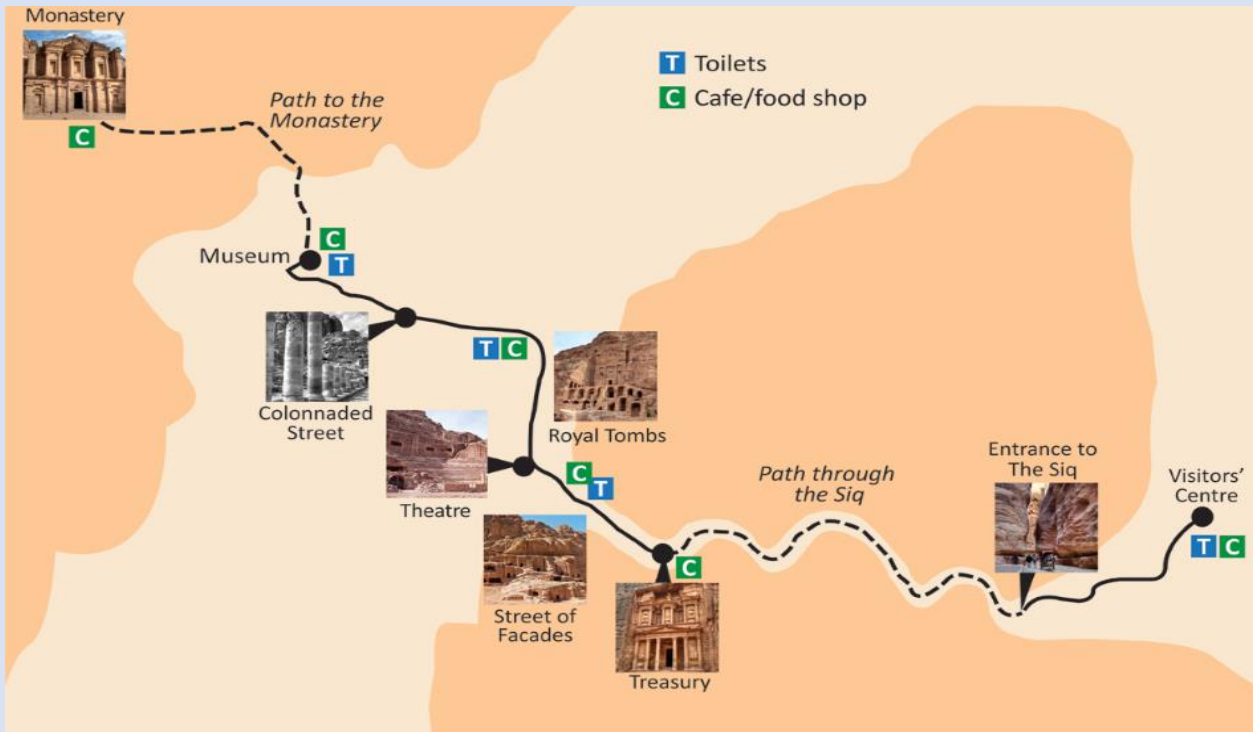 Monastery
C
Path to the
Monastery
T Toilets
C Cafe/food shop
C
Museum
T
T C
Colonnaded
Street
Royal Tombs
Theatre
C
T
Path through
the Siq
Entrance to
The Siq
Visitors'
Centre
T C
Street of
Facades
C
Treasury